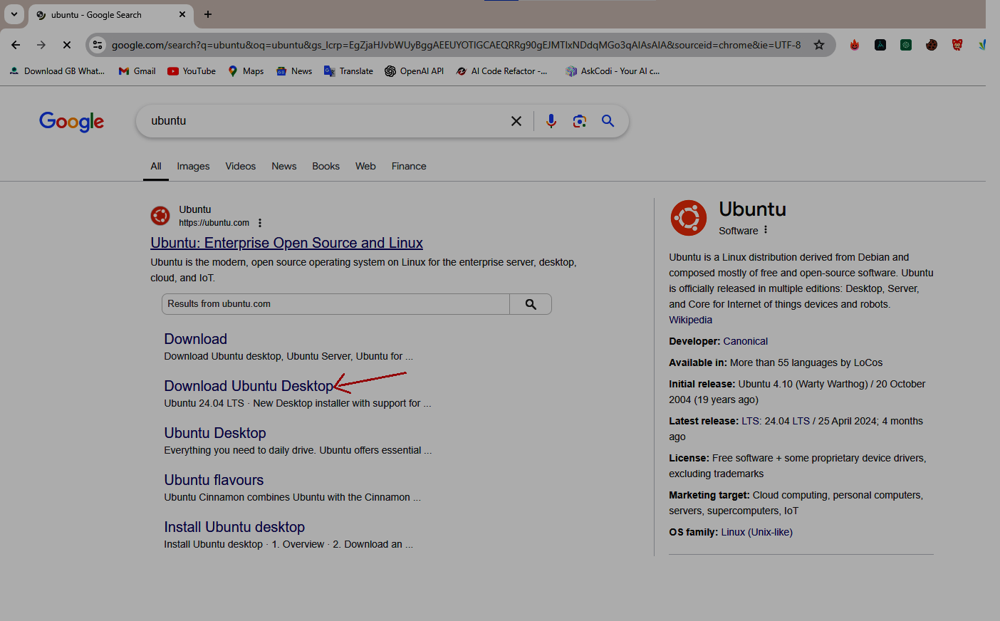 ubuntu - Google Search
google.com/search?q=ubuntu&oq=ubuntu&gs_lcrp=EgZjaHJvbWUyBggAEEUYOTIGCAEQRRg90gEJMTIxNDdqMGo3qAIAsAIA&sourceid=chrome&ie=UTF-8
Download GB What... Gmail YouTube Maps News Translate OpenAI API AI Code Refactor -... AskCodi - Your AI c...
Google
ubuntu
All Images Videos News Books Web Finance
Ubuntu
https://ubuntu.com
Ubuntu: Enterprise Open Source and Linux
Ubuntu is the modern, open source operating system on Linux for the enterprise server, desktop,
cloud, and IoT.
Results from ubuntu.com
Download
Download Ubuntu desktop, Ubuntu Server, Ubuntu for ...
Download Ubuntu Desktop
Ubuntu 24.04 LTS · New Desktop installer with support for ...
Ubuntu Desktop
Everything you need to daily drive. Ubuntu offers essential ...
Ubuntu flavours
Ubuntu Cinnamon combines Ubuntu with the Cinnamon ...
Install Ubuntu desktop
Install Ubuntu desktop · 1. Overview · 2. Download an ...
Ubuntu
Software
Ubuntu is a Linux distribution derived from Debian and
composed mostly of free and open-source software. Ubuntu
is officially released in multiple editions: Desktop, Server,
and Core for Internet of things devices and robots.
Wikipedia
Developer: Canonical
Available in: More than 55 languages by LoCos
Initial release: Ubuntu 4.10 (Warty Warthog) / 20 October
2004 (19 years ago)
Latest release: LTS: 24.04 LTS / 25 April 2024; 4 months
ago
License: Free software + some proprietary device drivers,
excluding trademarks
Marketing target: Cloud computing, personal computers,
servers, supercomputers, IoT
OS family: Linux (Unix-like)